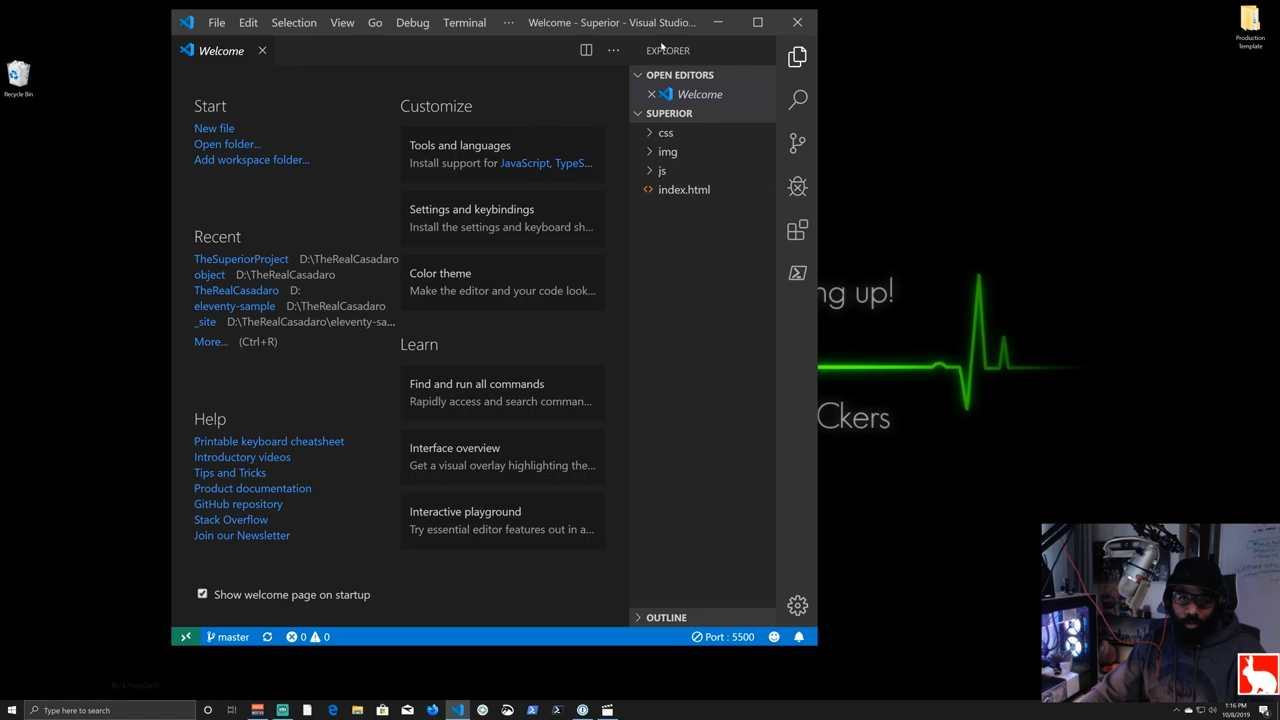 Recycle Bin
Production
Template
File Edit Selection View Go Debug Terminal ··· Welcome - Superior - Visual Studio...
Welcome
EXPLORER
OPEN EDITORS
Welcome
SUPERIOR
css
img
js
index.html
OUTLINE
Start
New file
Open folder...
Add workspace folder...
Recent
TheSuperiorProject D:\TheRealCasadaro
object D:\TheRealCasadaro
TheRealCasadaro D:
eleventy-sample D:\TheRealCasadaro
_site D:\TheRealCasadaro\eleventy-sa...
More... (Ctrl+R)
Help
Printable keyboard cheatsheet
Introductory videos
Tips and Tricks
Product documentation
GitHub repository
Stack Overflow
Join our Newsletter
Show welcome page on startup
Customize
Tools and languages
Install support for JavaScript, TypeS...
Settings and keybindings
Install the settings and keyboard sh...
Color theme
Make the editor and your code look...
Learn
Find and run all commands
Rapidly access and search comman...
Interface overview
Get a visual overlay highlighting the...
Interactive playground
Try essential editor features out in a...
master 0 0 Port : 5500
ng up!
Ckers
Type here to search
1:16 PM
10/8/2019